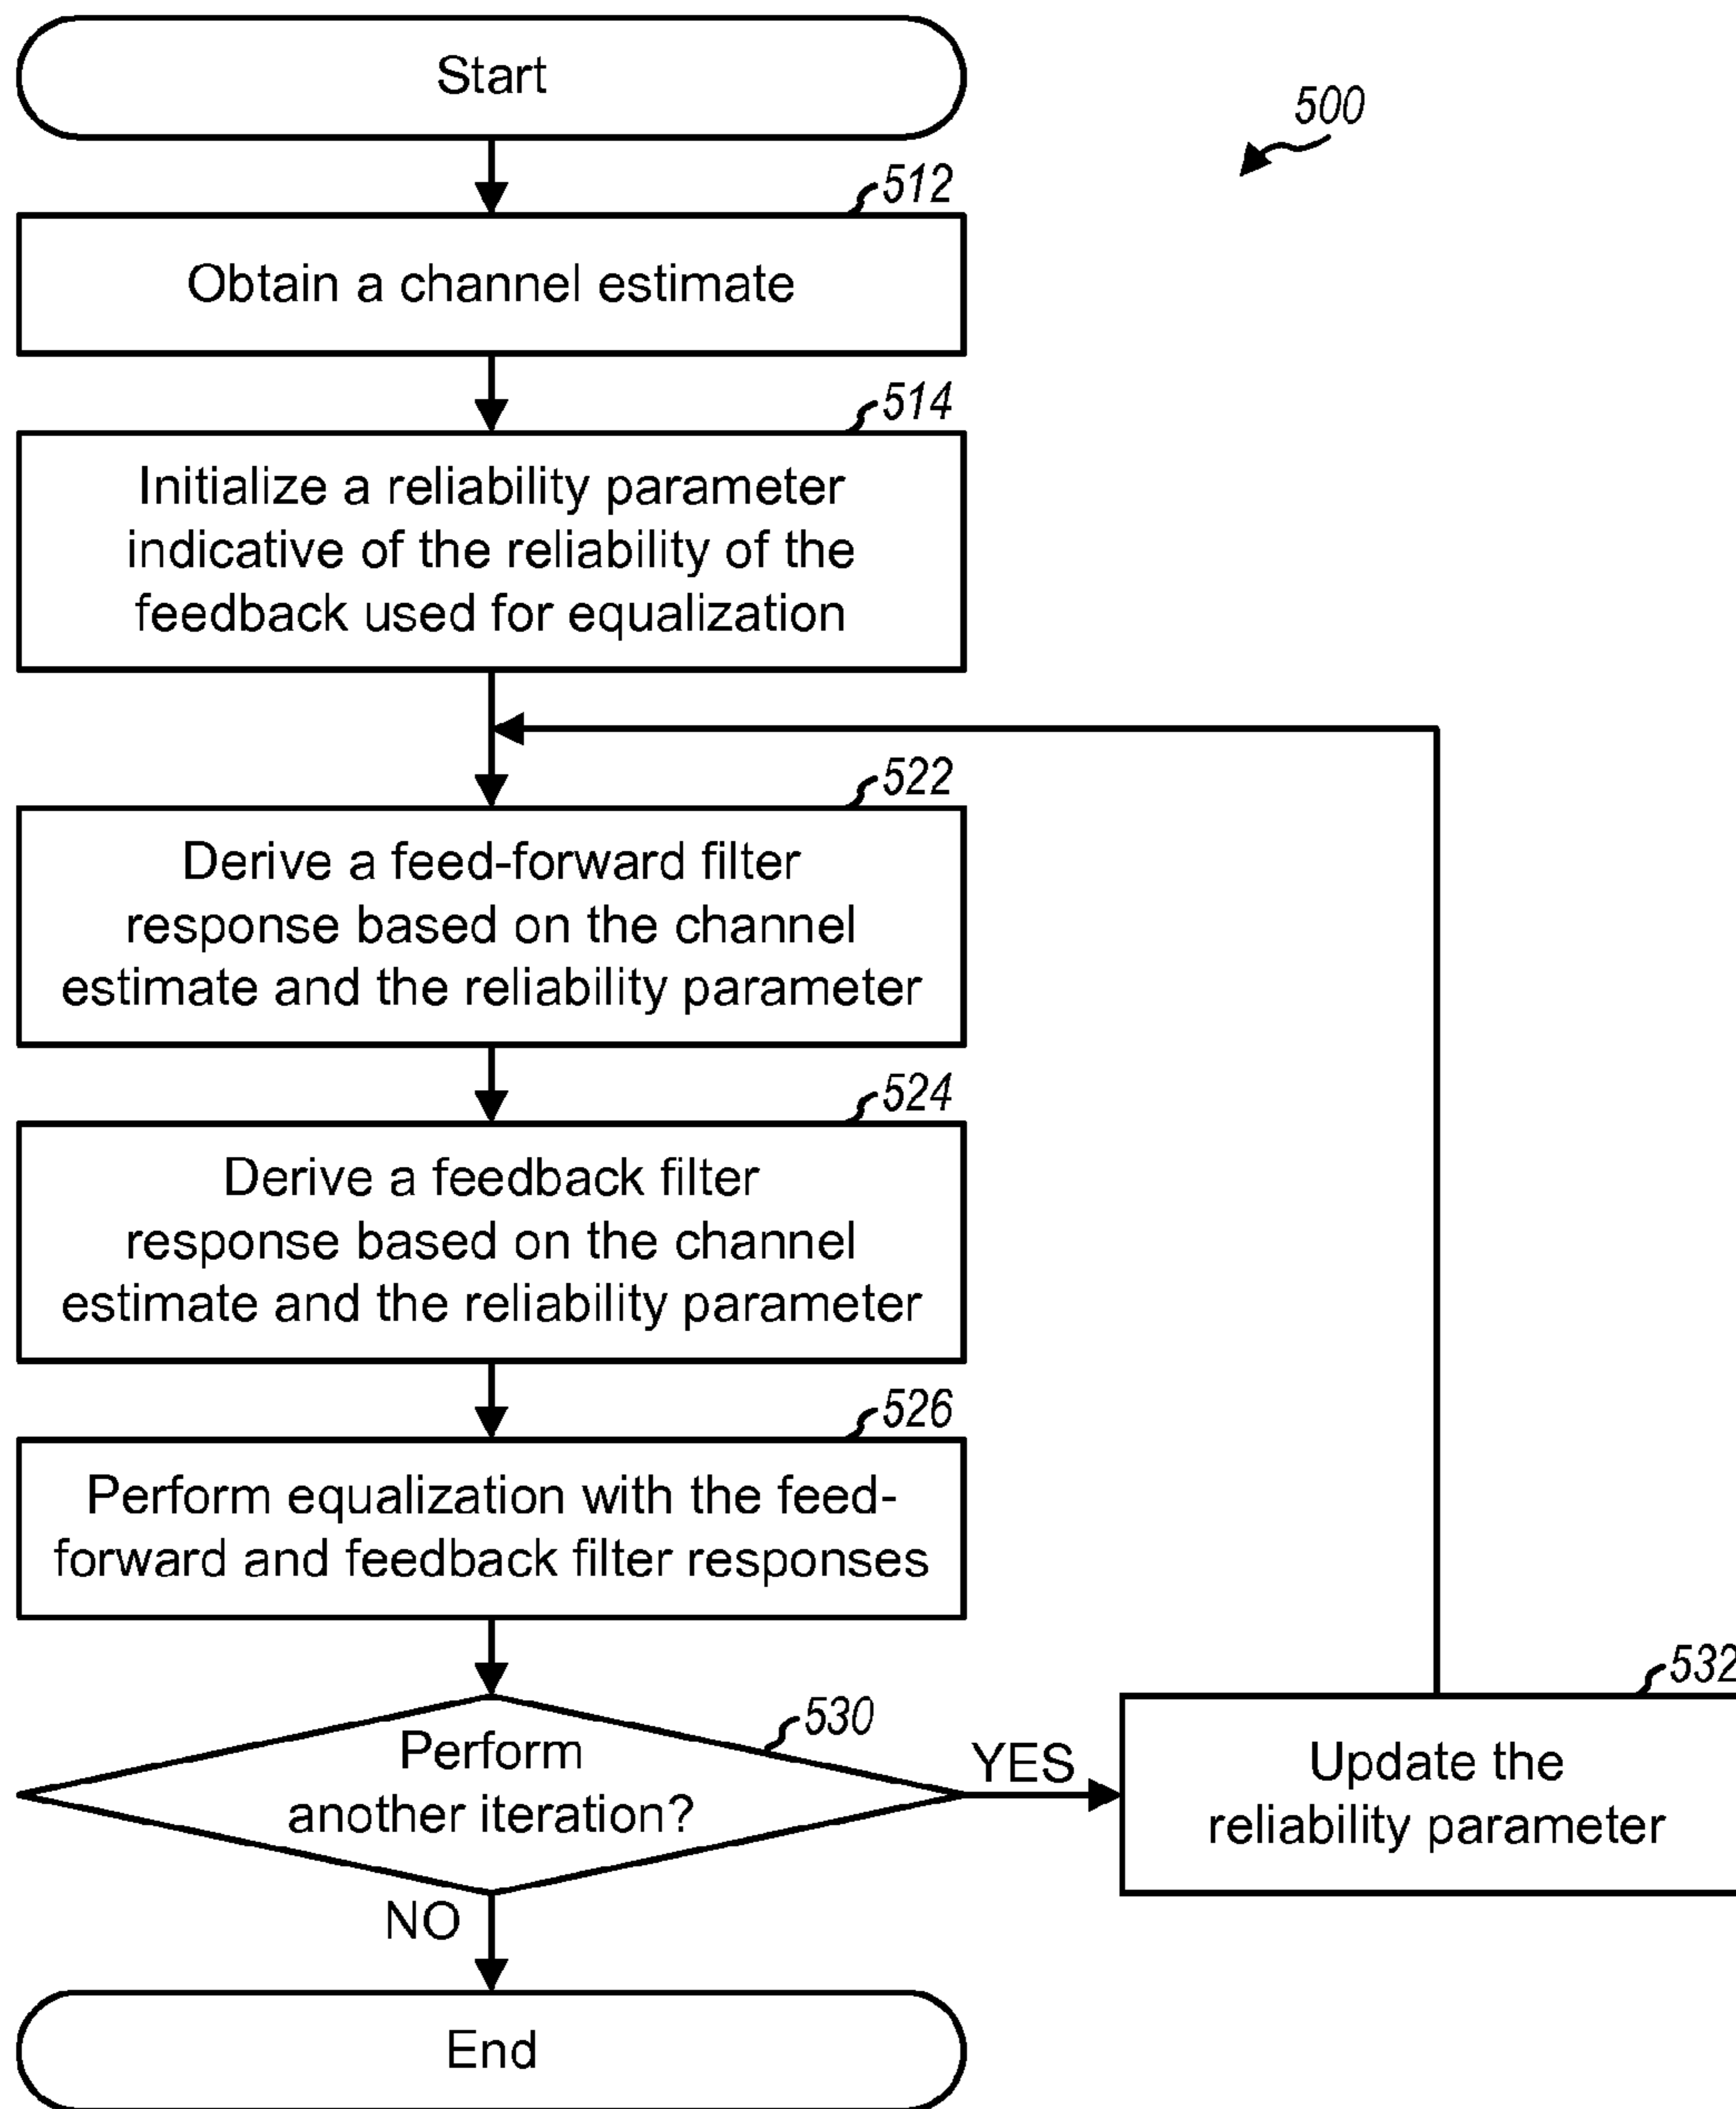 Start
500
512
Obtain a channel estimate
514
Initialize a reliability parameter
indicative of the reliability of the
feedback used for equalization
522
Derive a feed-forward filter
response based on the channel
estimate and the reliability parameter
524
Derive a feedback filter
response based on the channel
estimate and the reliability parameter
526
Perform equalization with the feed-
forward and feedback filter responses
530
Perform
another iteration?
YES
532
Update the
reliability parameter
NO
End